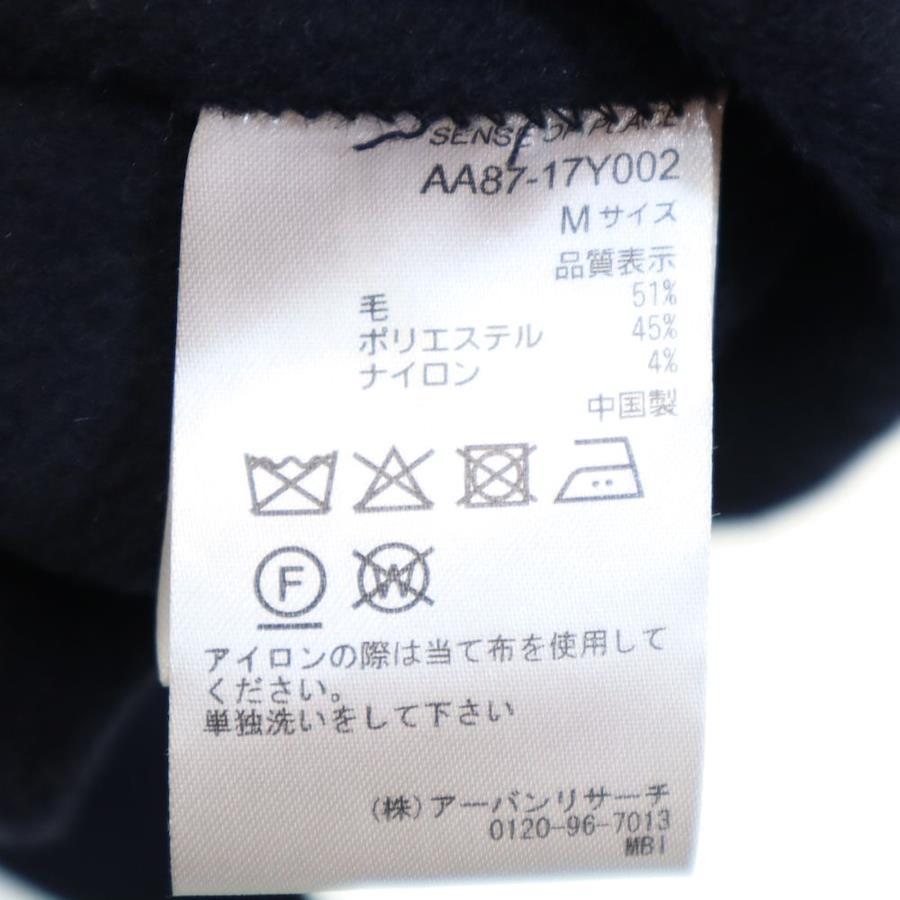 SENSE OF PLACE
AA87-17Y002
Mサイズ
品質表示
毛 51%
ポリエステル 45%
ナイロン 4%
中国製
F W
アイロンの際は当て布を使用して
ください。
単独洗いをして下さい
(株)アーバンリサーチ
0120-96-7013
MBI